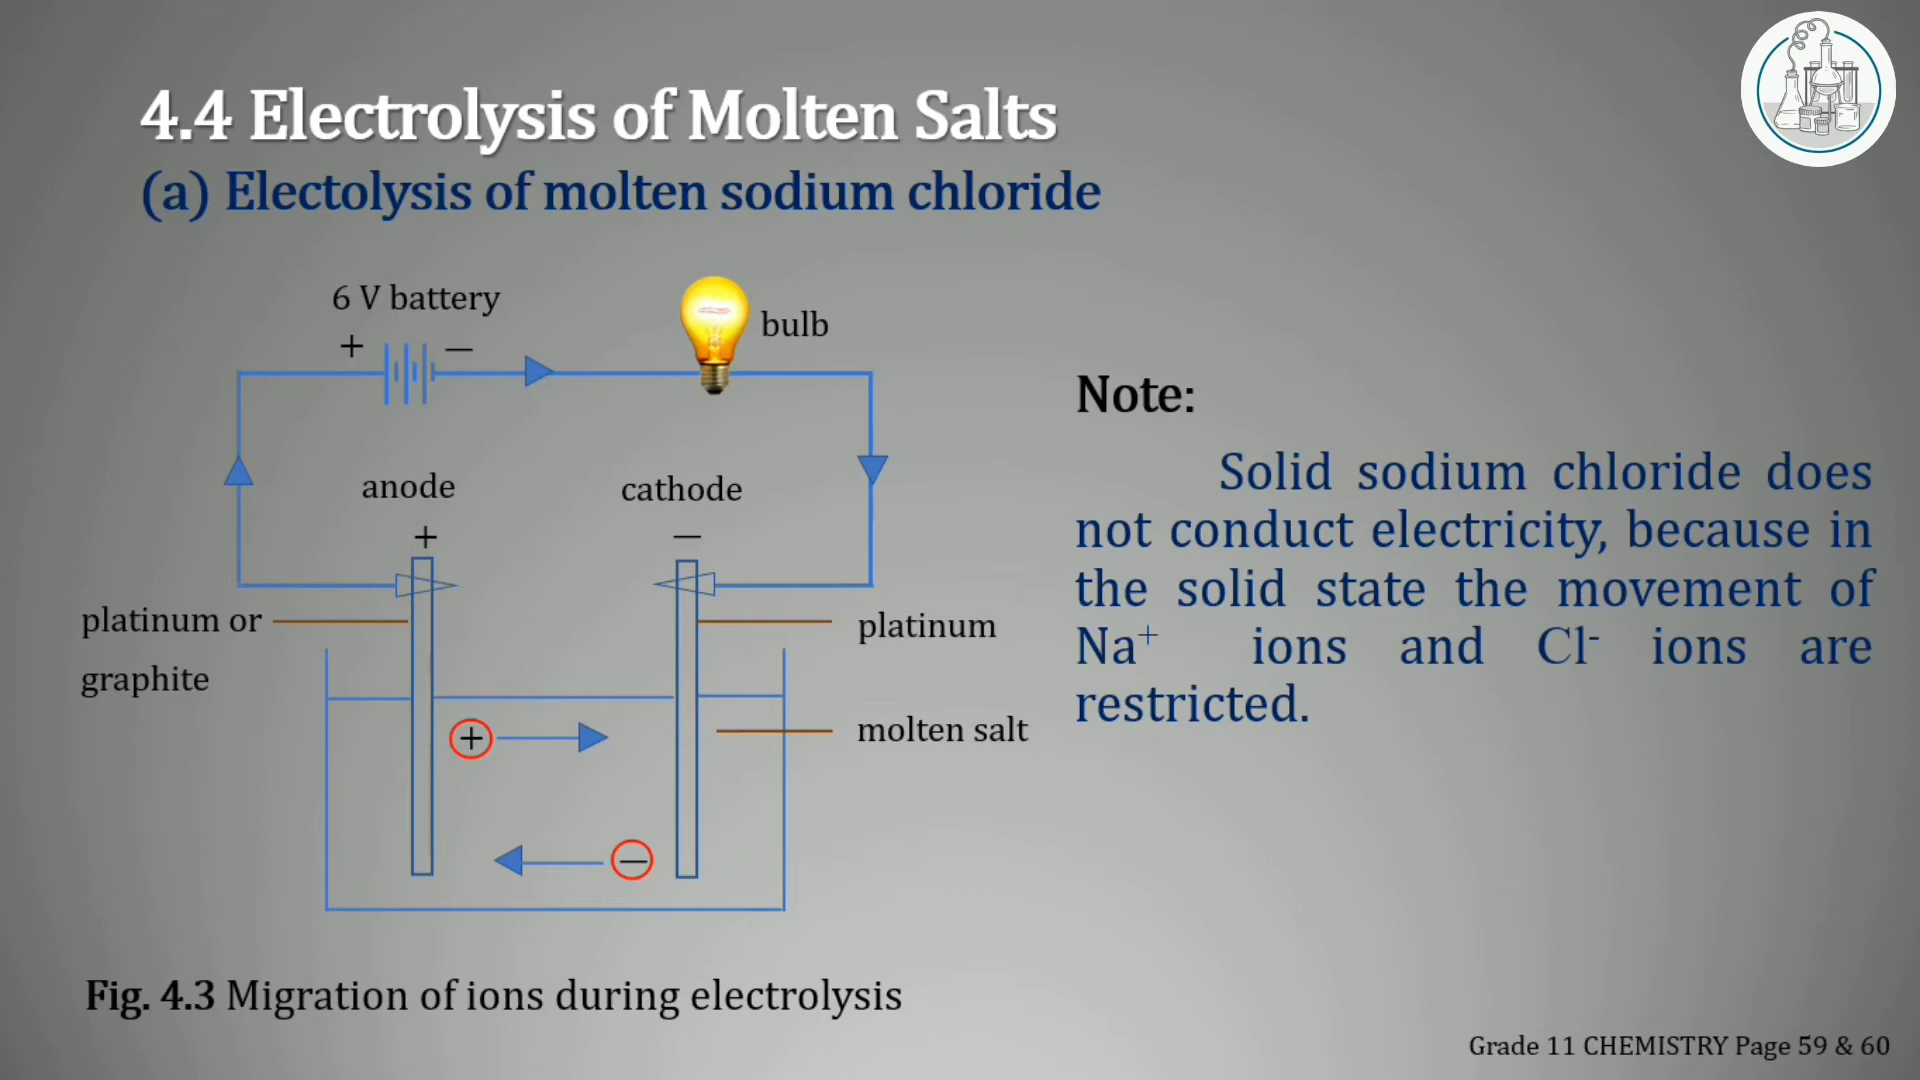 4.4 Electrolysis of Molten Salts
(a) Electolysis of molten sodium chloride
6 V battery
+ −
bulb
anode
+
cathode
−
platinum or
graphite
platinum
molten salt
+
−
Note:
Solid sodium chloride does
not conduct electricity, because in
the solid state the movement of
Na⁺ ions and Cl⁻ ions are
restricted.
Fig. 4.3 Migration of ions during electrolysis
Grade 11 CHEMISTRY Page 59 & 60